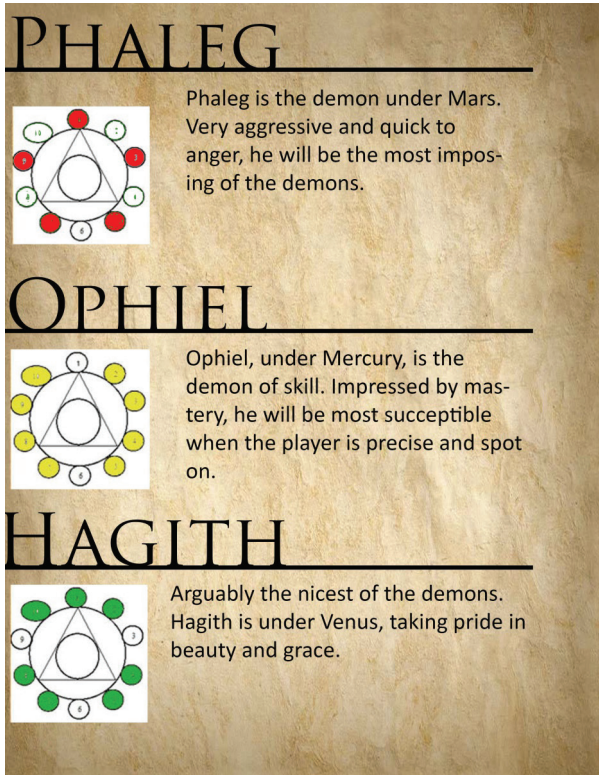 PHALEG
Phaleg is the demon under Mars.
Very aggressive and quick to
anger, he will be the most impos-
ing of the demons.
OPHIEL
Ophiel, under Mercury, is the
demon of skill. Impressed by mas-
tery, he will be most succeptible
when the player is precise and spot
on.
HAGITH
Arguably the nicest of the demons.
Hagith is under Venus, taking pride in
beauty and grace.